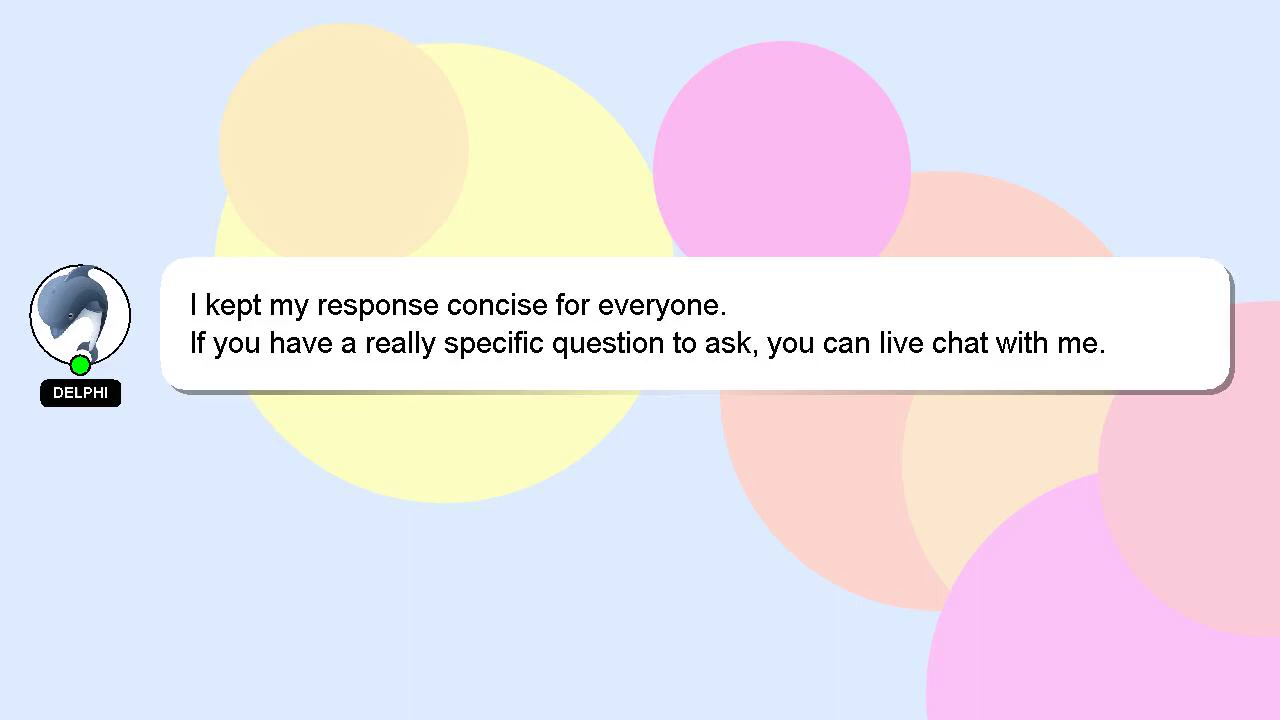 I kept my response concise for everyone.
If you have a really specific question to ask, you can live chat with me.
DELPHI